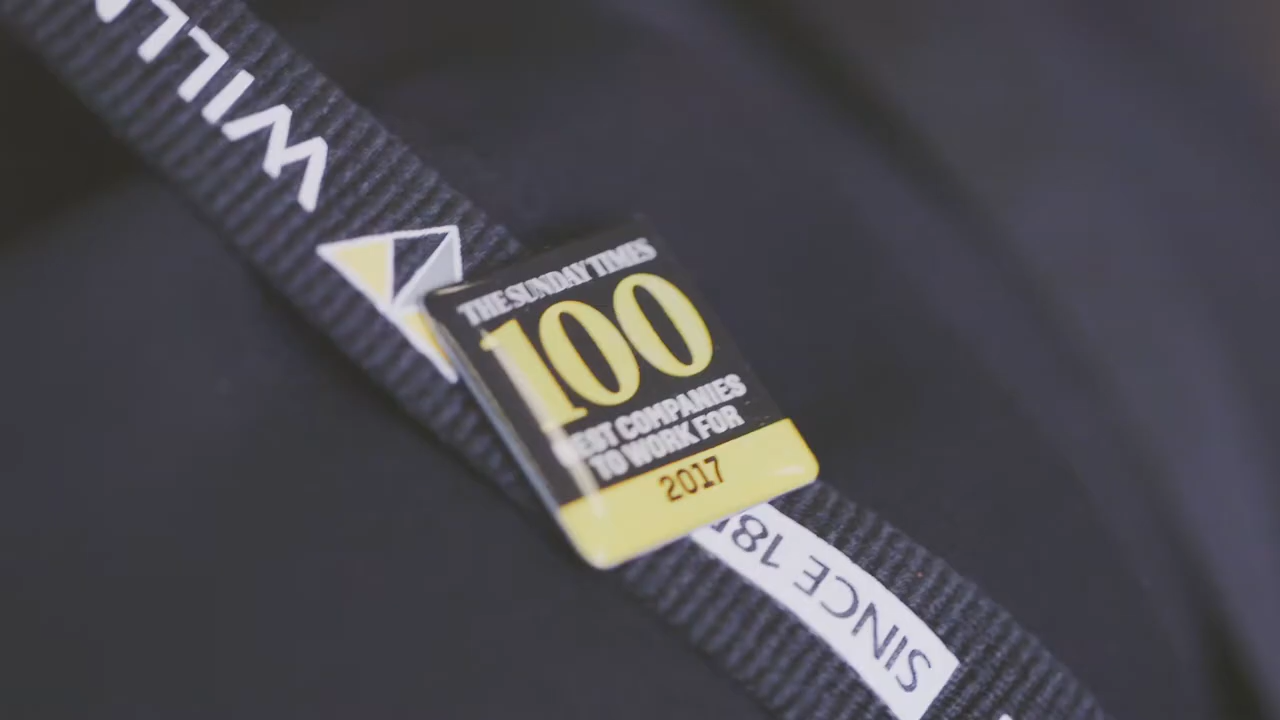 WILL
THE SUNDAY TIMES
100
BEST COMPANIES
TO WORK FOR
2017
SINCE 18